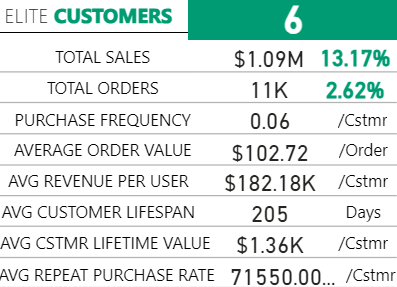 ELITE CUSTOMERS 6
TOTAL SALES $1.09M 13.17%
TOTAL ORDERS 11K 2.62%
PURCHASE FREQUENCY 0.06 /Cstmr
AVERAGE ORDER VALUE $102.72 /Order
AVG REVENUE PER USER $182.18K /Cstmr
AVG CUSTOMER LIFESPAN 205 Days
AVG CSTMR LIFETIME VALUE $1.36K /Cstmr
AVG REPEAT PURCHASE RATE 71550.00... /Cstmr